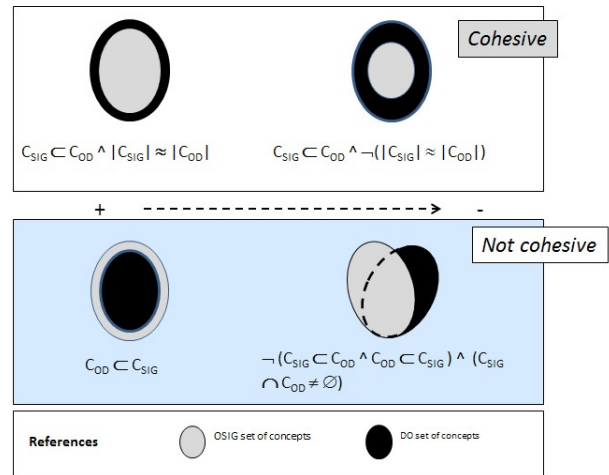 Cohesive
C_SIG ⊂ C_OD ^ |C_SIG| ≈ |C_OD|
C_SIG ⊂ C_OD ^ ¬(|C_SIG| ≈ |C_OD|)
+ -
Not cohesive
C_OD ⊂ C_SIG
¬ (C_SIG ⊂ C_OD ^ C_OD ⊂ C_SIG) ^ (C_SIG
∩ C_OD ≠ ∅)
References
OSIG set of concepts
DO set of concepts